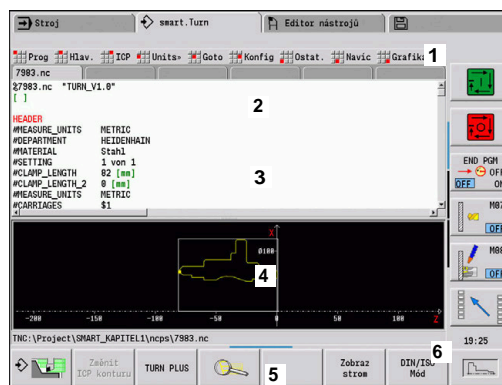 Stroj smart.Turn Editor nástrojů
Prog Hlav. ICP Units» Goto Konfig Ostat. Navíc Grafika 1
7983.nc
%7983.nc "TURN_V1.0"
[ ]
2
HEADER
#MEASURE_UNITS METRIC
#DEPARTMENT HEIDENHAIN
#MATERIAL Stahl
#SETTING 1 von 1
#CLAMP_LENGTH 82 [mm]
3
#CLAMP_LENGTH_2 0 [mm]
#MEASURE_UNITS METRIC
#CARRIAGES $1
END PGM
OFF
OFF ON
M07
OFF
M08
OFF
X
Ø100
4
-200 -150 -100 -50 0 50 100 Z
TNC:\Project\SMART_KAPITEL1\ncps\7983.nc
19:25
Změnit ICP konturu
TURN PLUS
5
Zobraz strom
DIN/ISO Mód
6